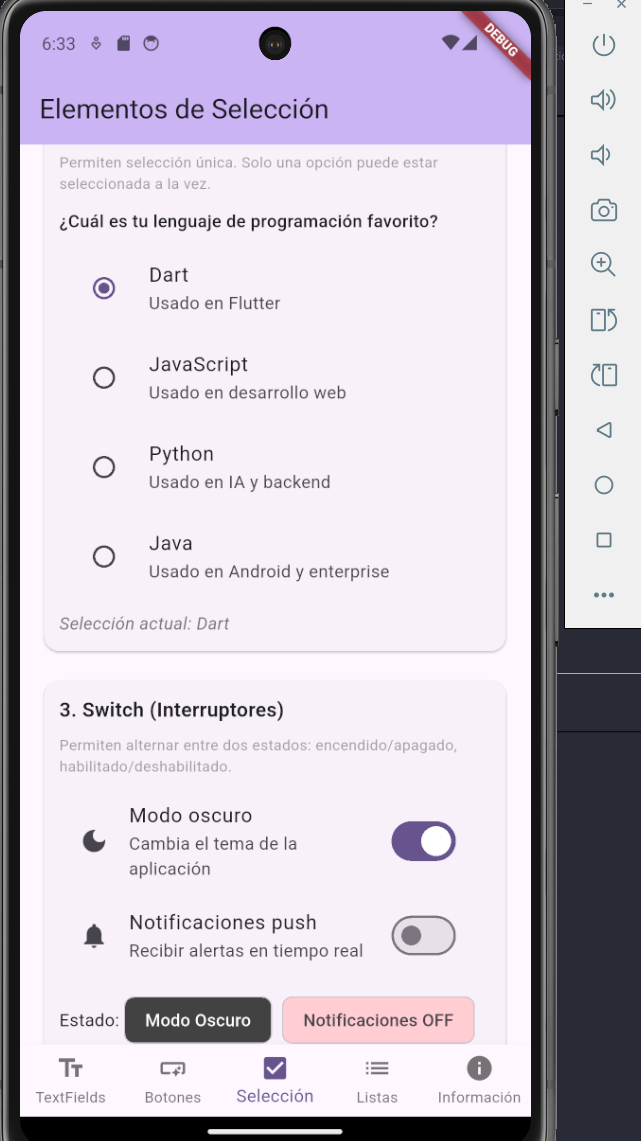 6:33
DEBUG
Elementos de Selección
Permiten selección única. Solo una opción puede estar
seleccionada a la vez.
¿Cuál es tu lenguaje de programación favorito?
Dart
Usado en Flutter
JavaScript
Usado en desarrollo web
Python
Usado en IA y backend
Java
Usado en Android y enterprise
Selección actual: Dart
3. Switch (Interruptores)
Permiten alternar entre dos estados: encendido/apagado,
habilitado/deshabilitado.
Modo oscuro
Cambia el tema de la
aplicación
Notificaciones push
Recibir alertas en tiempo real
Estado: Modo Oscuro Notificaciones OFF
TextFields Botones Selección Listas Información